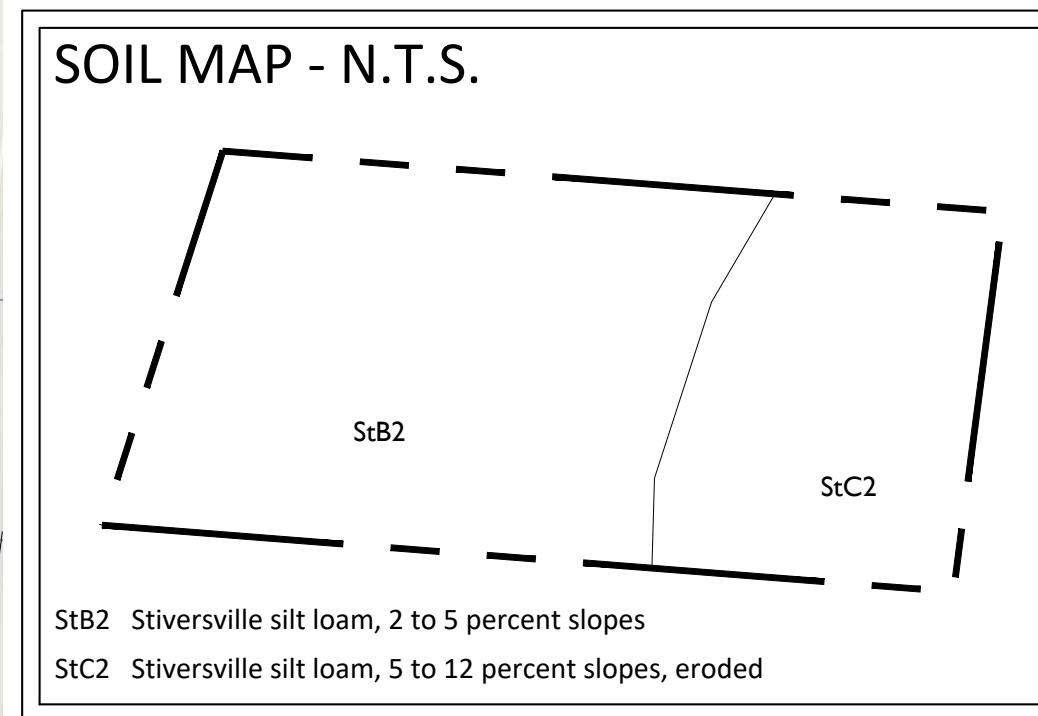 SOIL MAP - N.T.S.
StB2
StC2
StB2 Stiversville silt loam, 2 to 5 percent slopes
StC2 Stiversville silt loam, 5 to 12 percent slopes, eroded